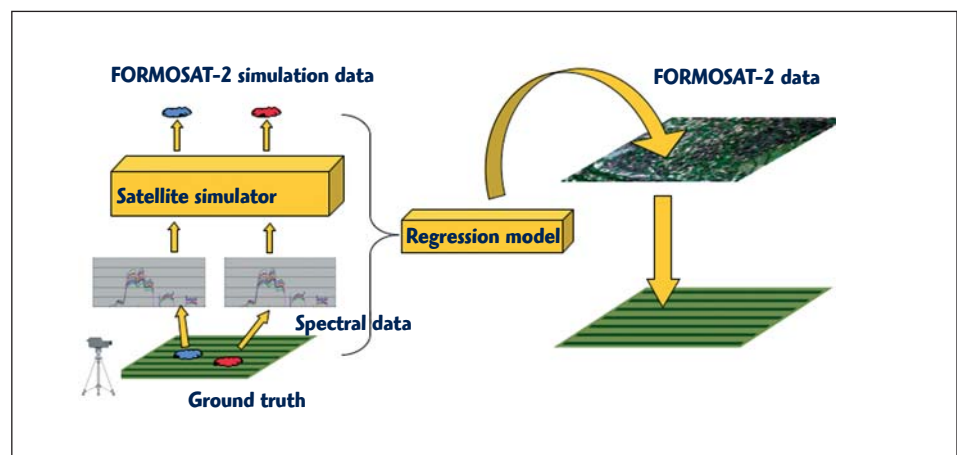 FORMOSAT-2 simulation data
FORMOSAT-2 data
Satellite simulator
Regression model
Spectral data
Ground truth